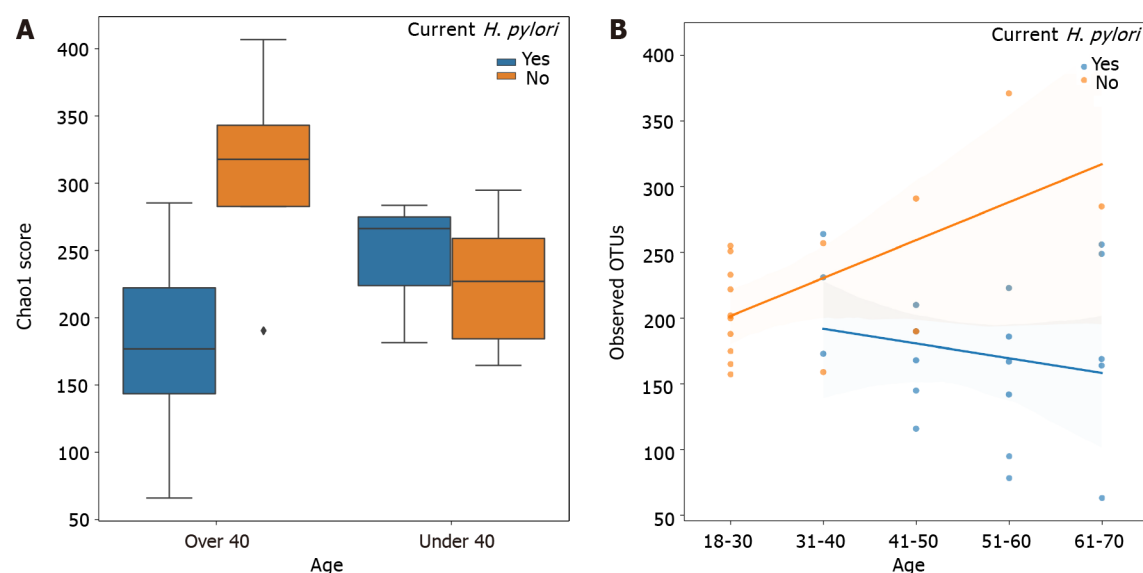 A
Current H. pylori
Yes
No
Chao1 score
400
350
300
250
200
150
100
50
Over 40
Under 40
Age
B
Current H. pylori
Yes
No
Observed OTUs
400
350
300
250
200
150
100
50
18-30
31-40
41-50
51-60
61-70
Age